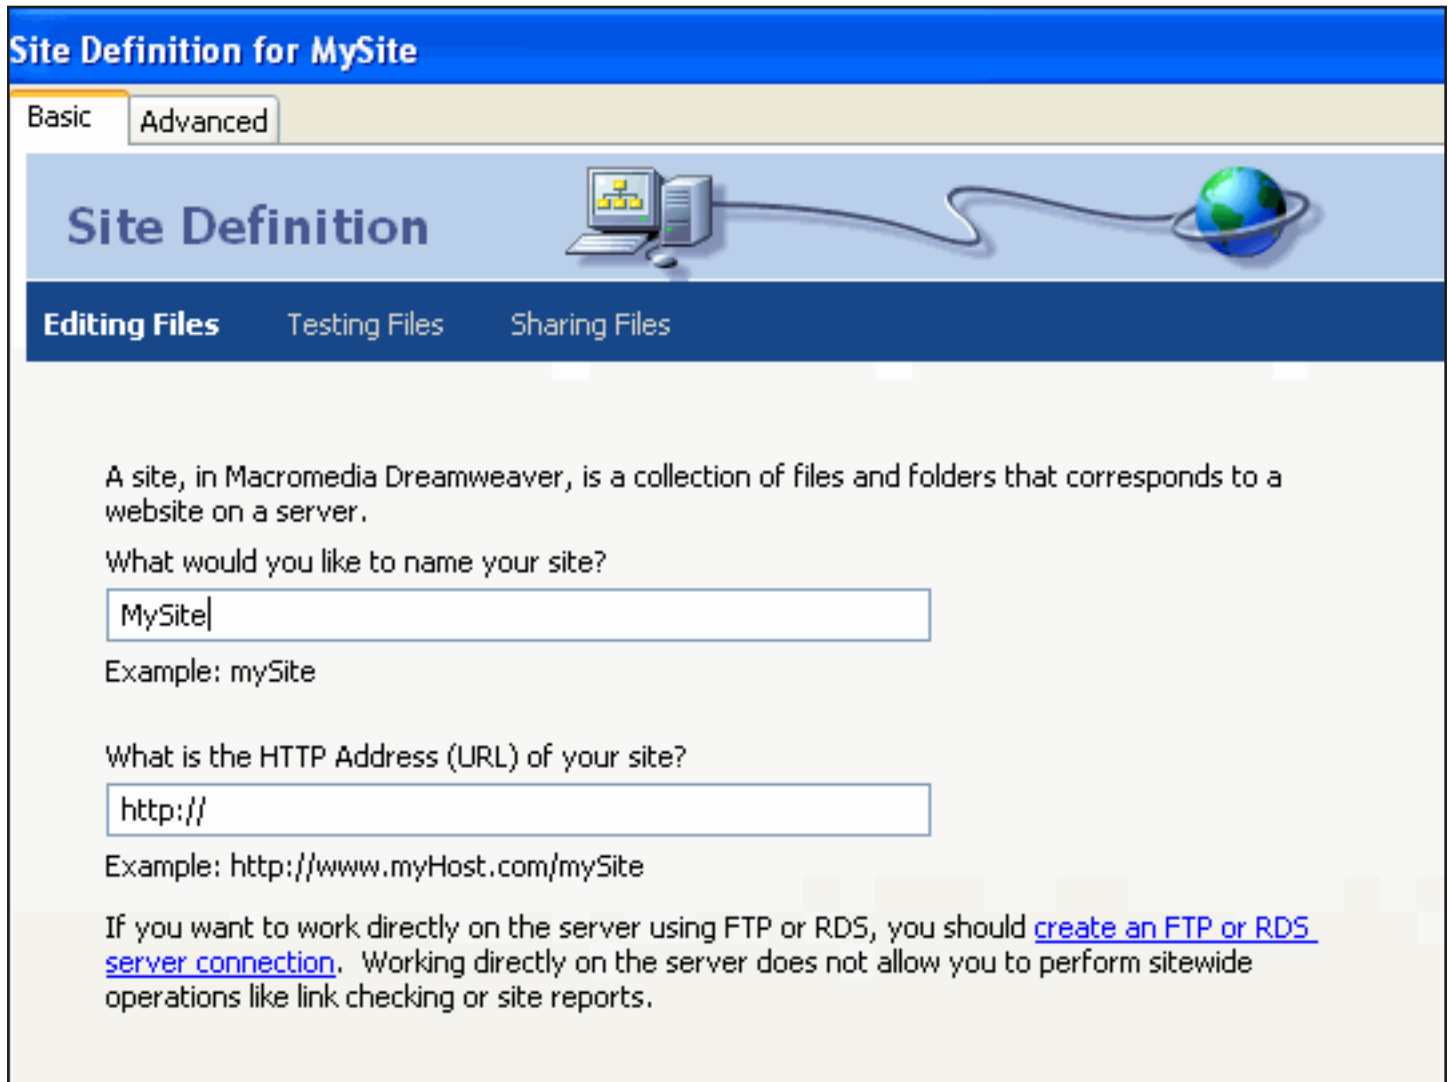 Site Definition for MySite
Basic
Advanced
Site Definition
Editing Files
Testing Files
Sharing Files
A site, in Macromedia Dreamweaver, is a collection of files and folders that corresponds to a
website on a server.
What would you like to name your site?
MySite
Example: mySite
What is the HTTP Address (URL) of your site?
http://
Example: http://www.myHost.com/mySite
If you want to work directly on the server using FTP or RDS, you should create an FTP or RDS
server connection.  Working directly on the server does not allow you to perform sitewide
operations like link checking or site reports.